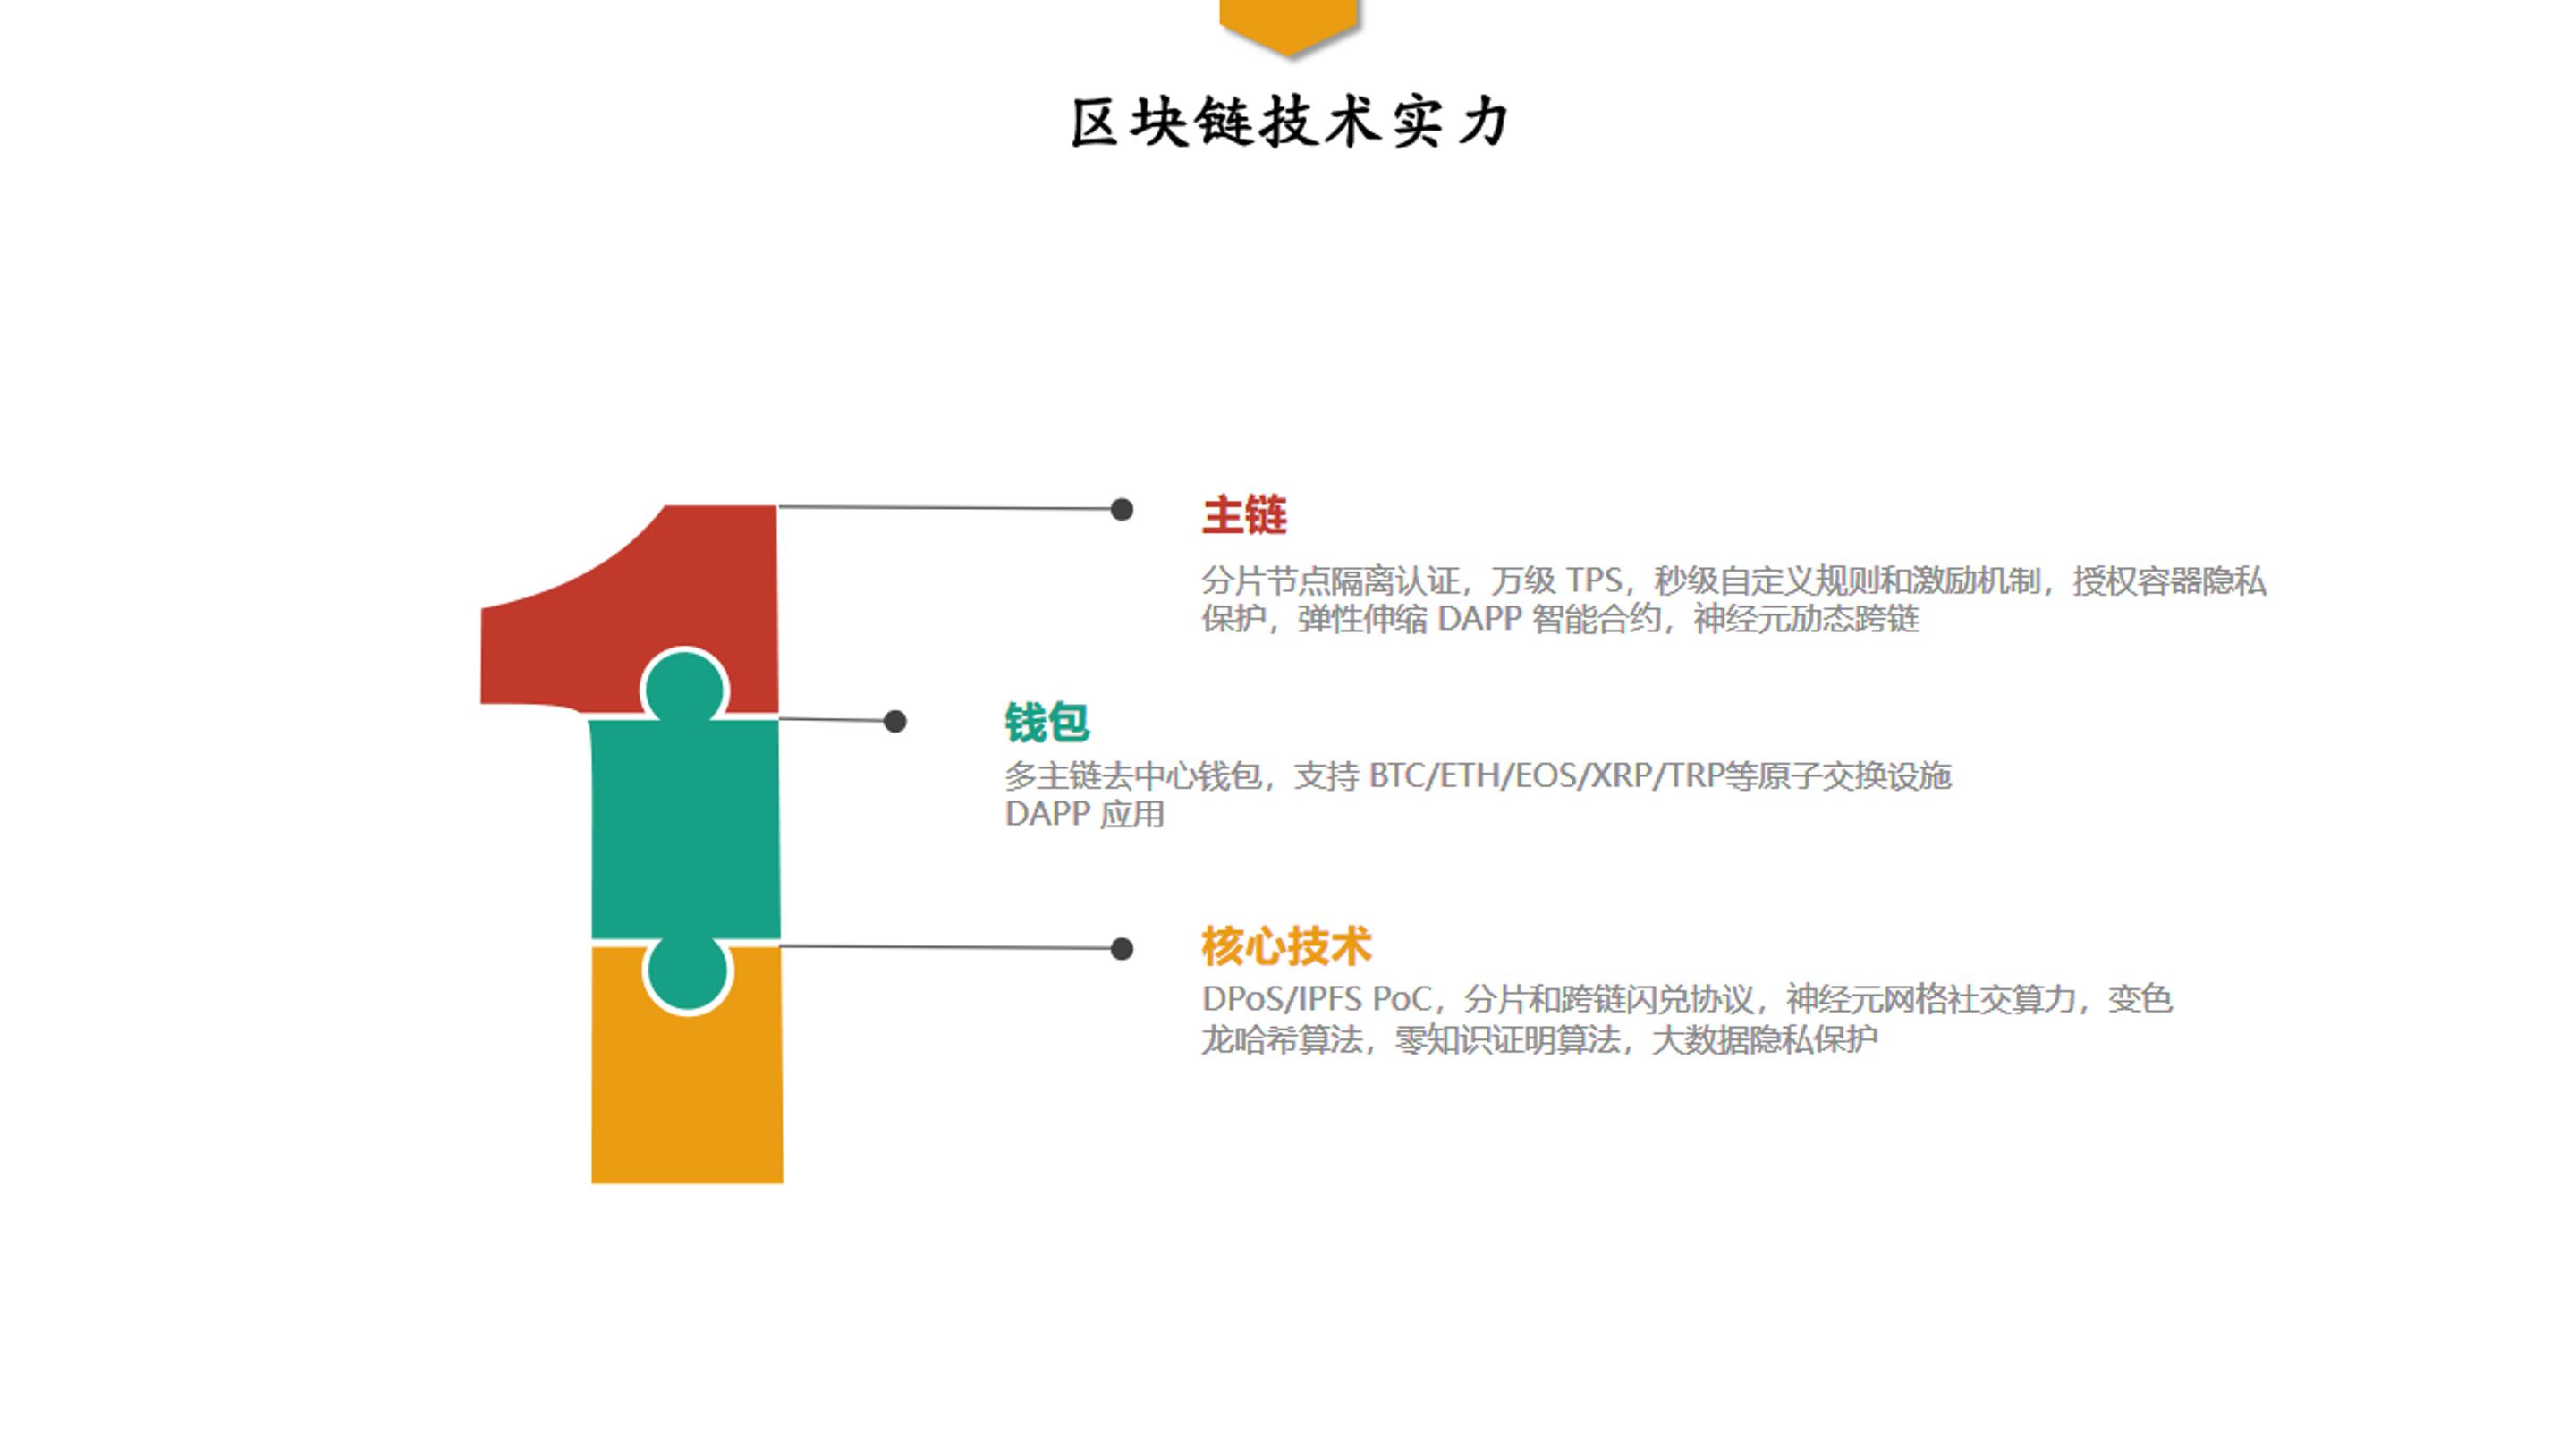 区块链技术实力
主链
分片节点隔离认证，万级 TPS，秒级自定义规则和激励机制，授权容器隐私
保护，弹性伸缩 DAPP 智能合约，神经元励态跨链
钱包
多主链去中心钱包，支持 BTC/ETH/EOS/XRP/TRP等原子交换设施
DAPP 应用
核心技术
DPoS/IPFS PoC，分片和跨链闪兑协议，神经元网格社交算力，变色
龙哈希算法，零知识证明算法，大数据隐私保护